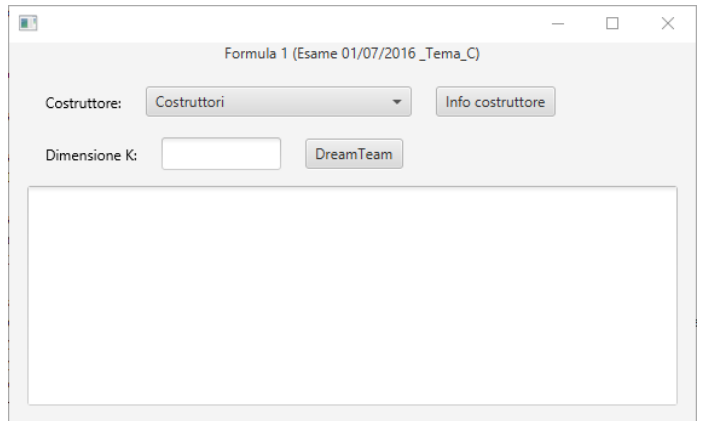 Formula 1 (Esame 01/07/2016 _Tema_C)
Costruttore: Costruttori Info costruttore
Dimensione K: DreamTeam